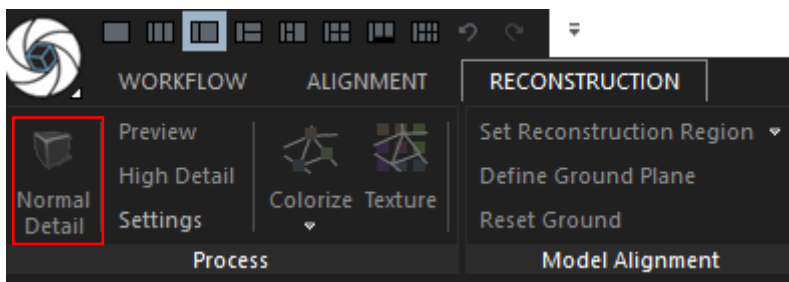 WORKFLOW ALIGNMENT RECONSTRUCTION
Normal
Detail
Preview
High Detail
Settings
Colorize Texture
Process
Set Reconstruction Region
Define Ground Plane
Reset Ground
Model Alignment